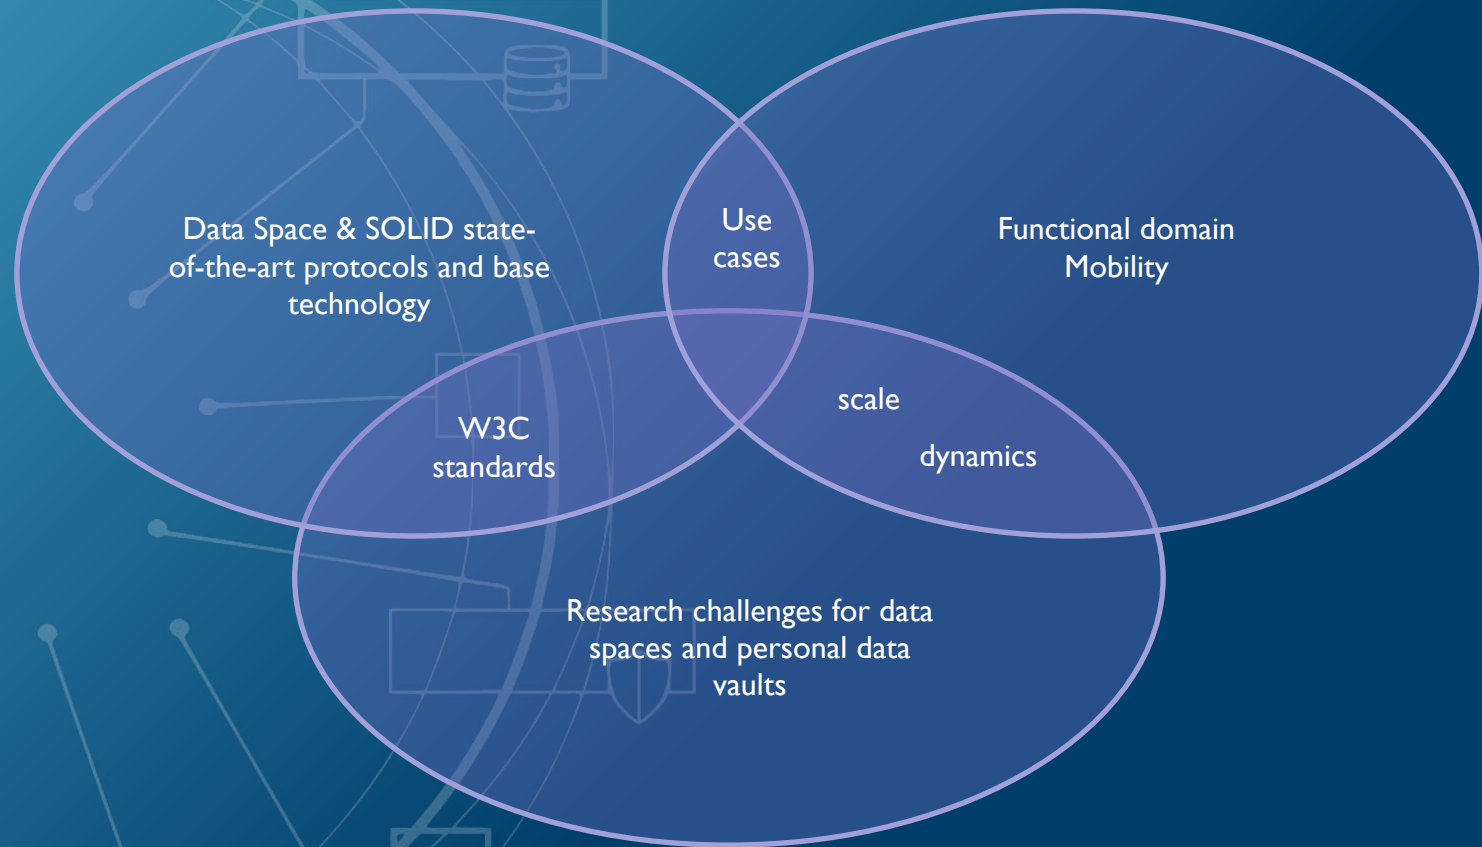 Data Space & SOLID state-
of-the-art protocols and base
technology
Use
cases
Functional domain
Mobility
scale
dynamics
W3C
standards
Research challenges for data
spaces and personal data
vaults